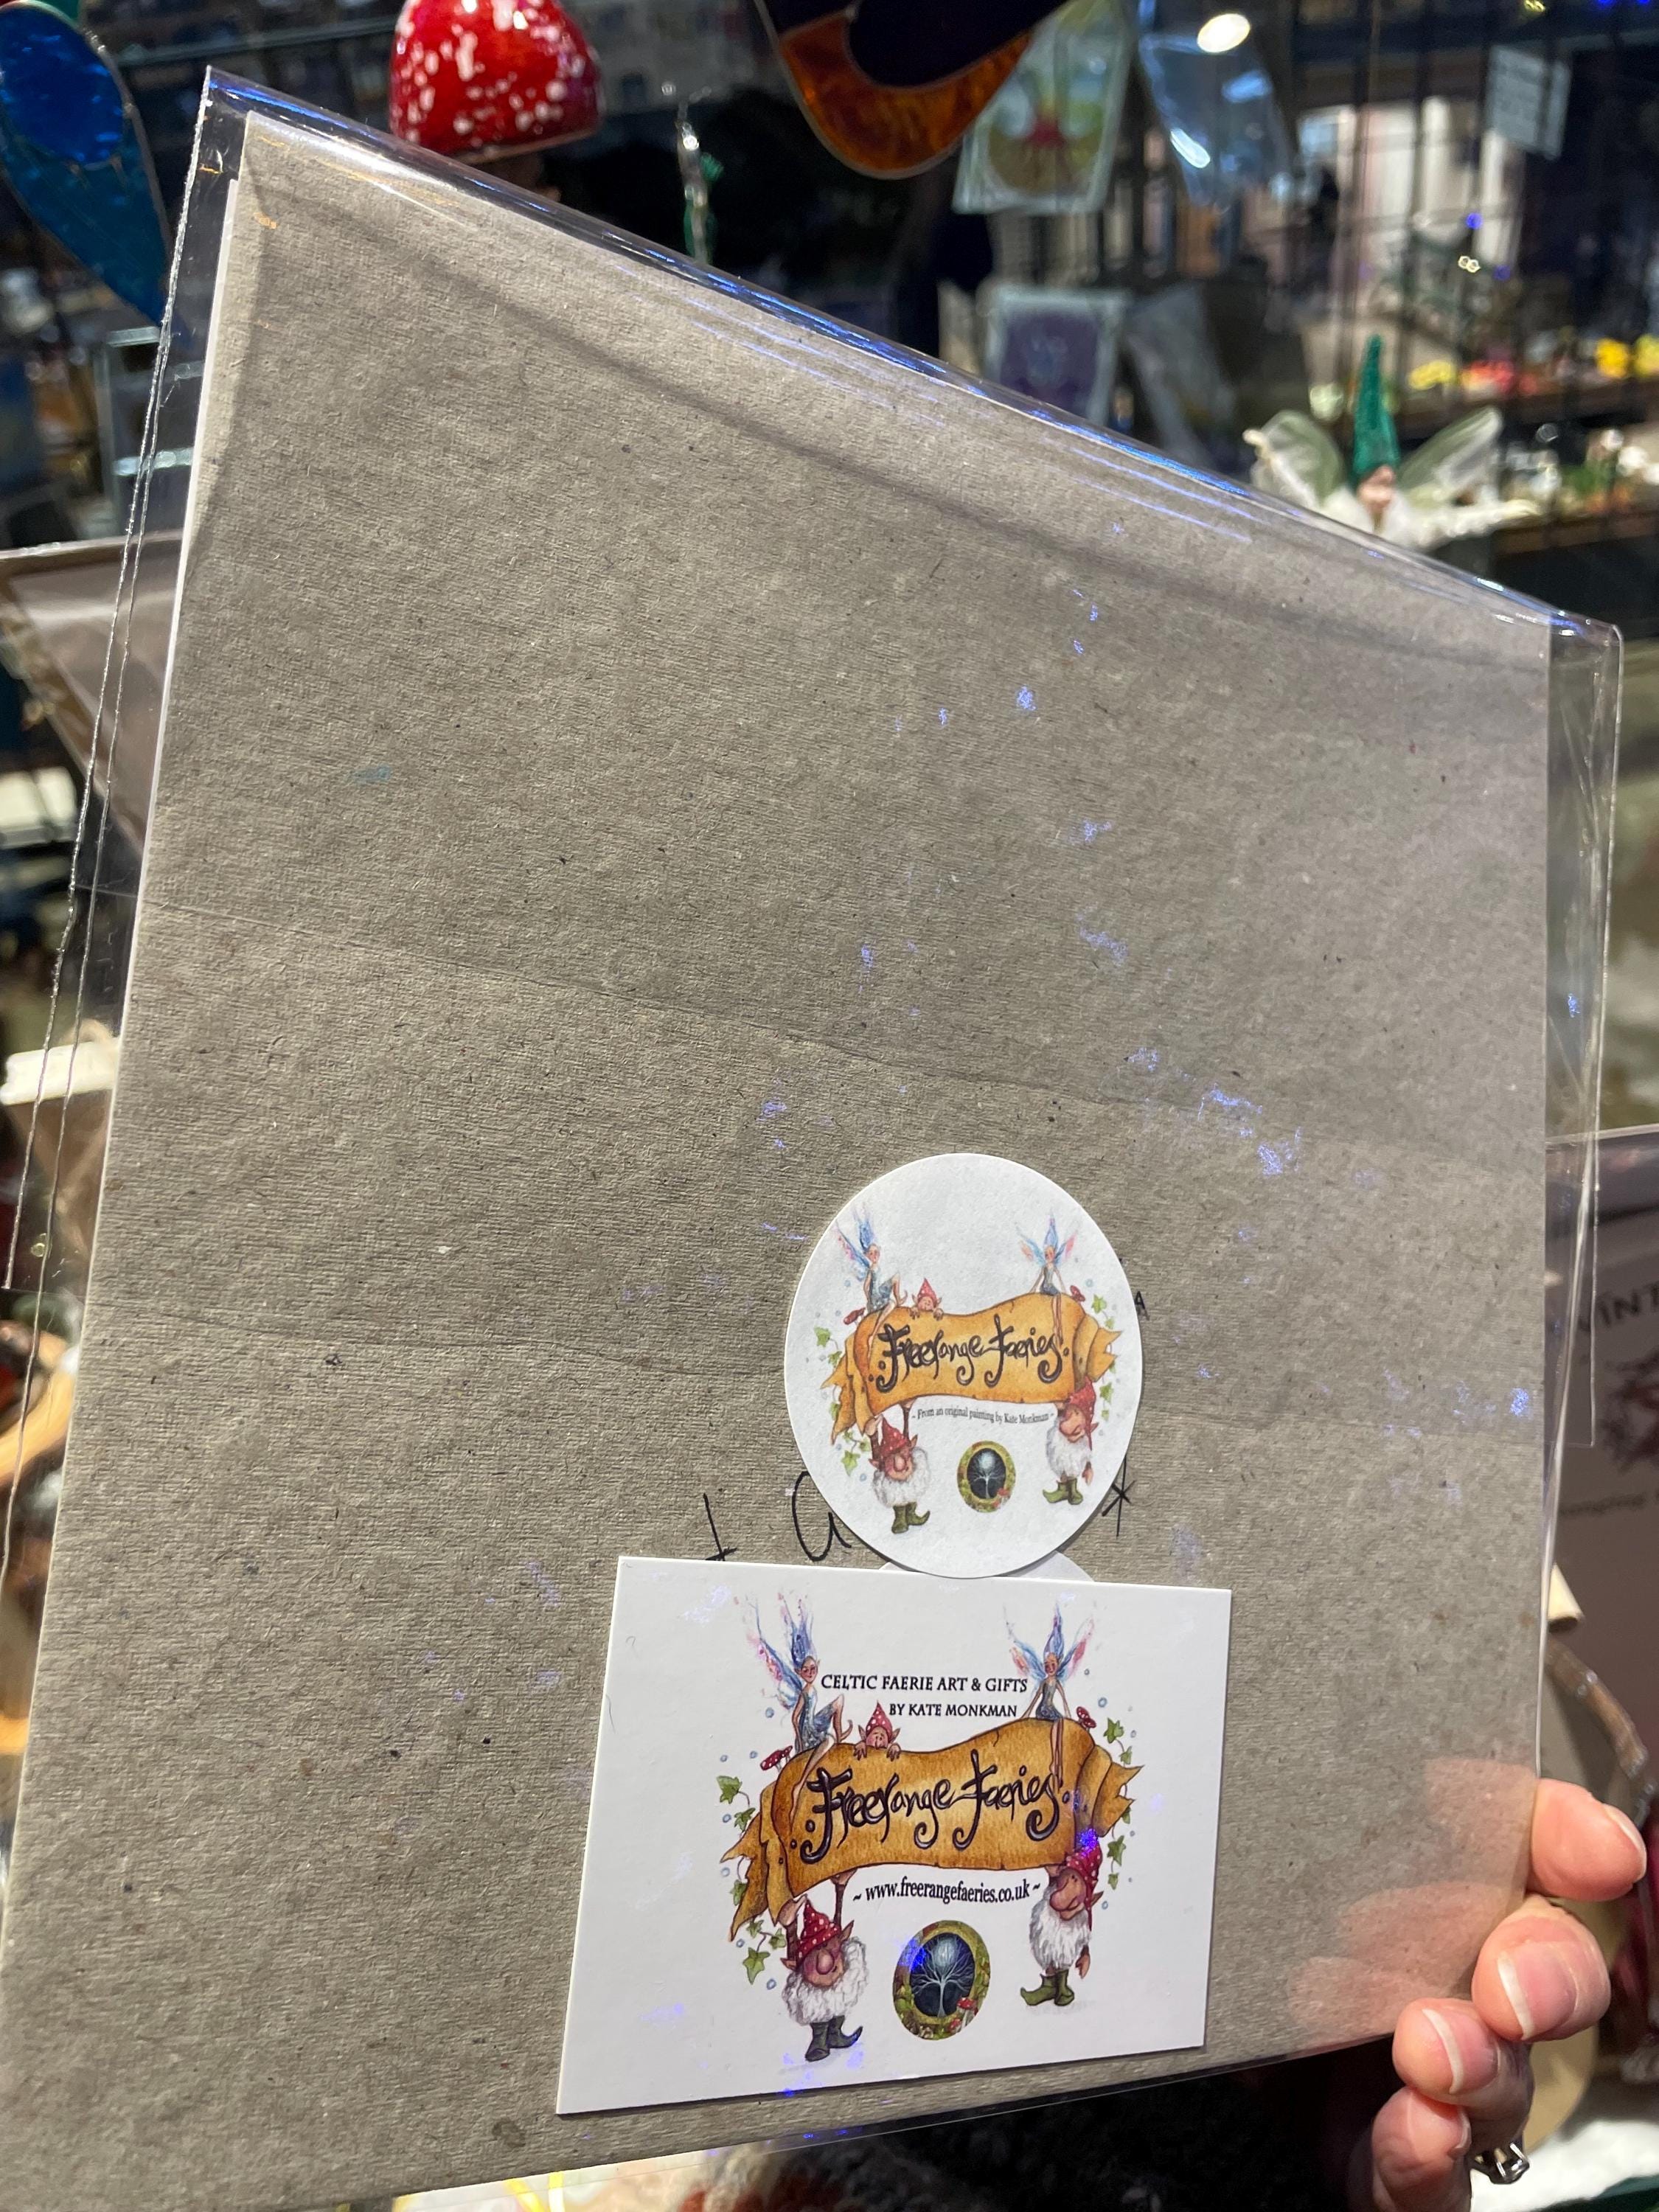 Freerange Faeries
~ From an original painting by Kate Monkman ~
CELTIC FAERIE ART & GIFTS
BY KATE MONKMAN
Freerange Faeries
~ www.freerangefaeries.co.uk ~